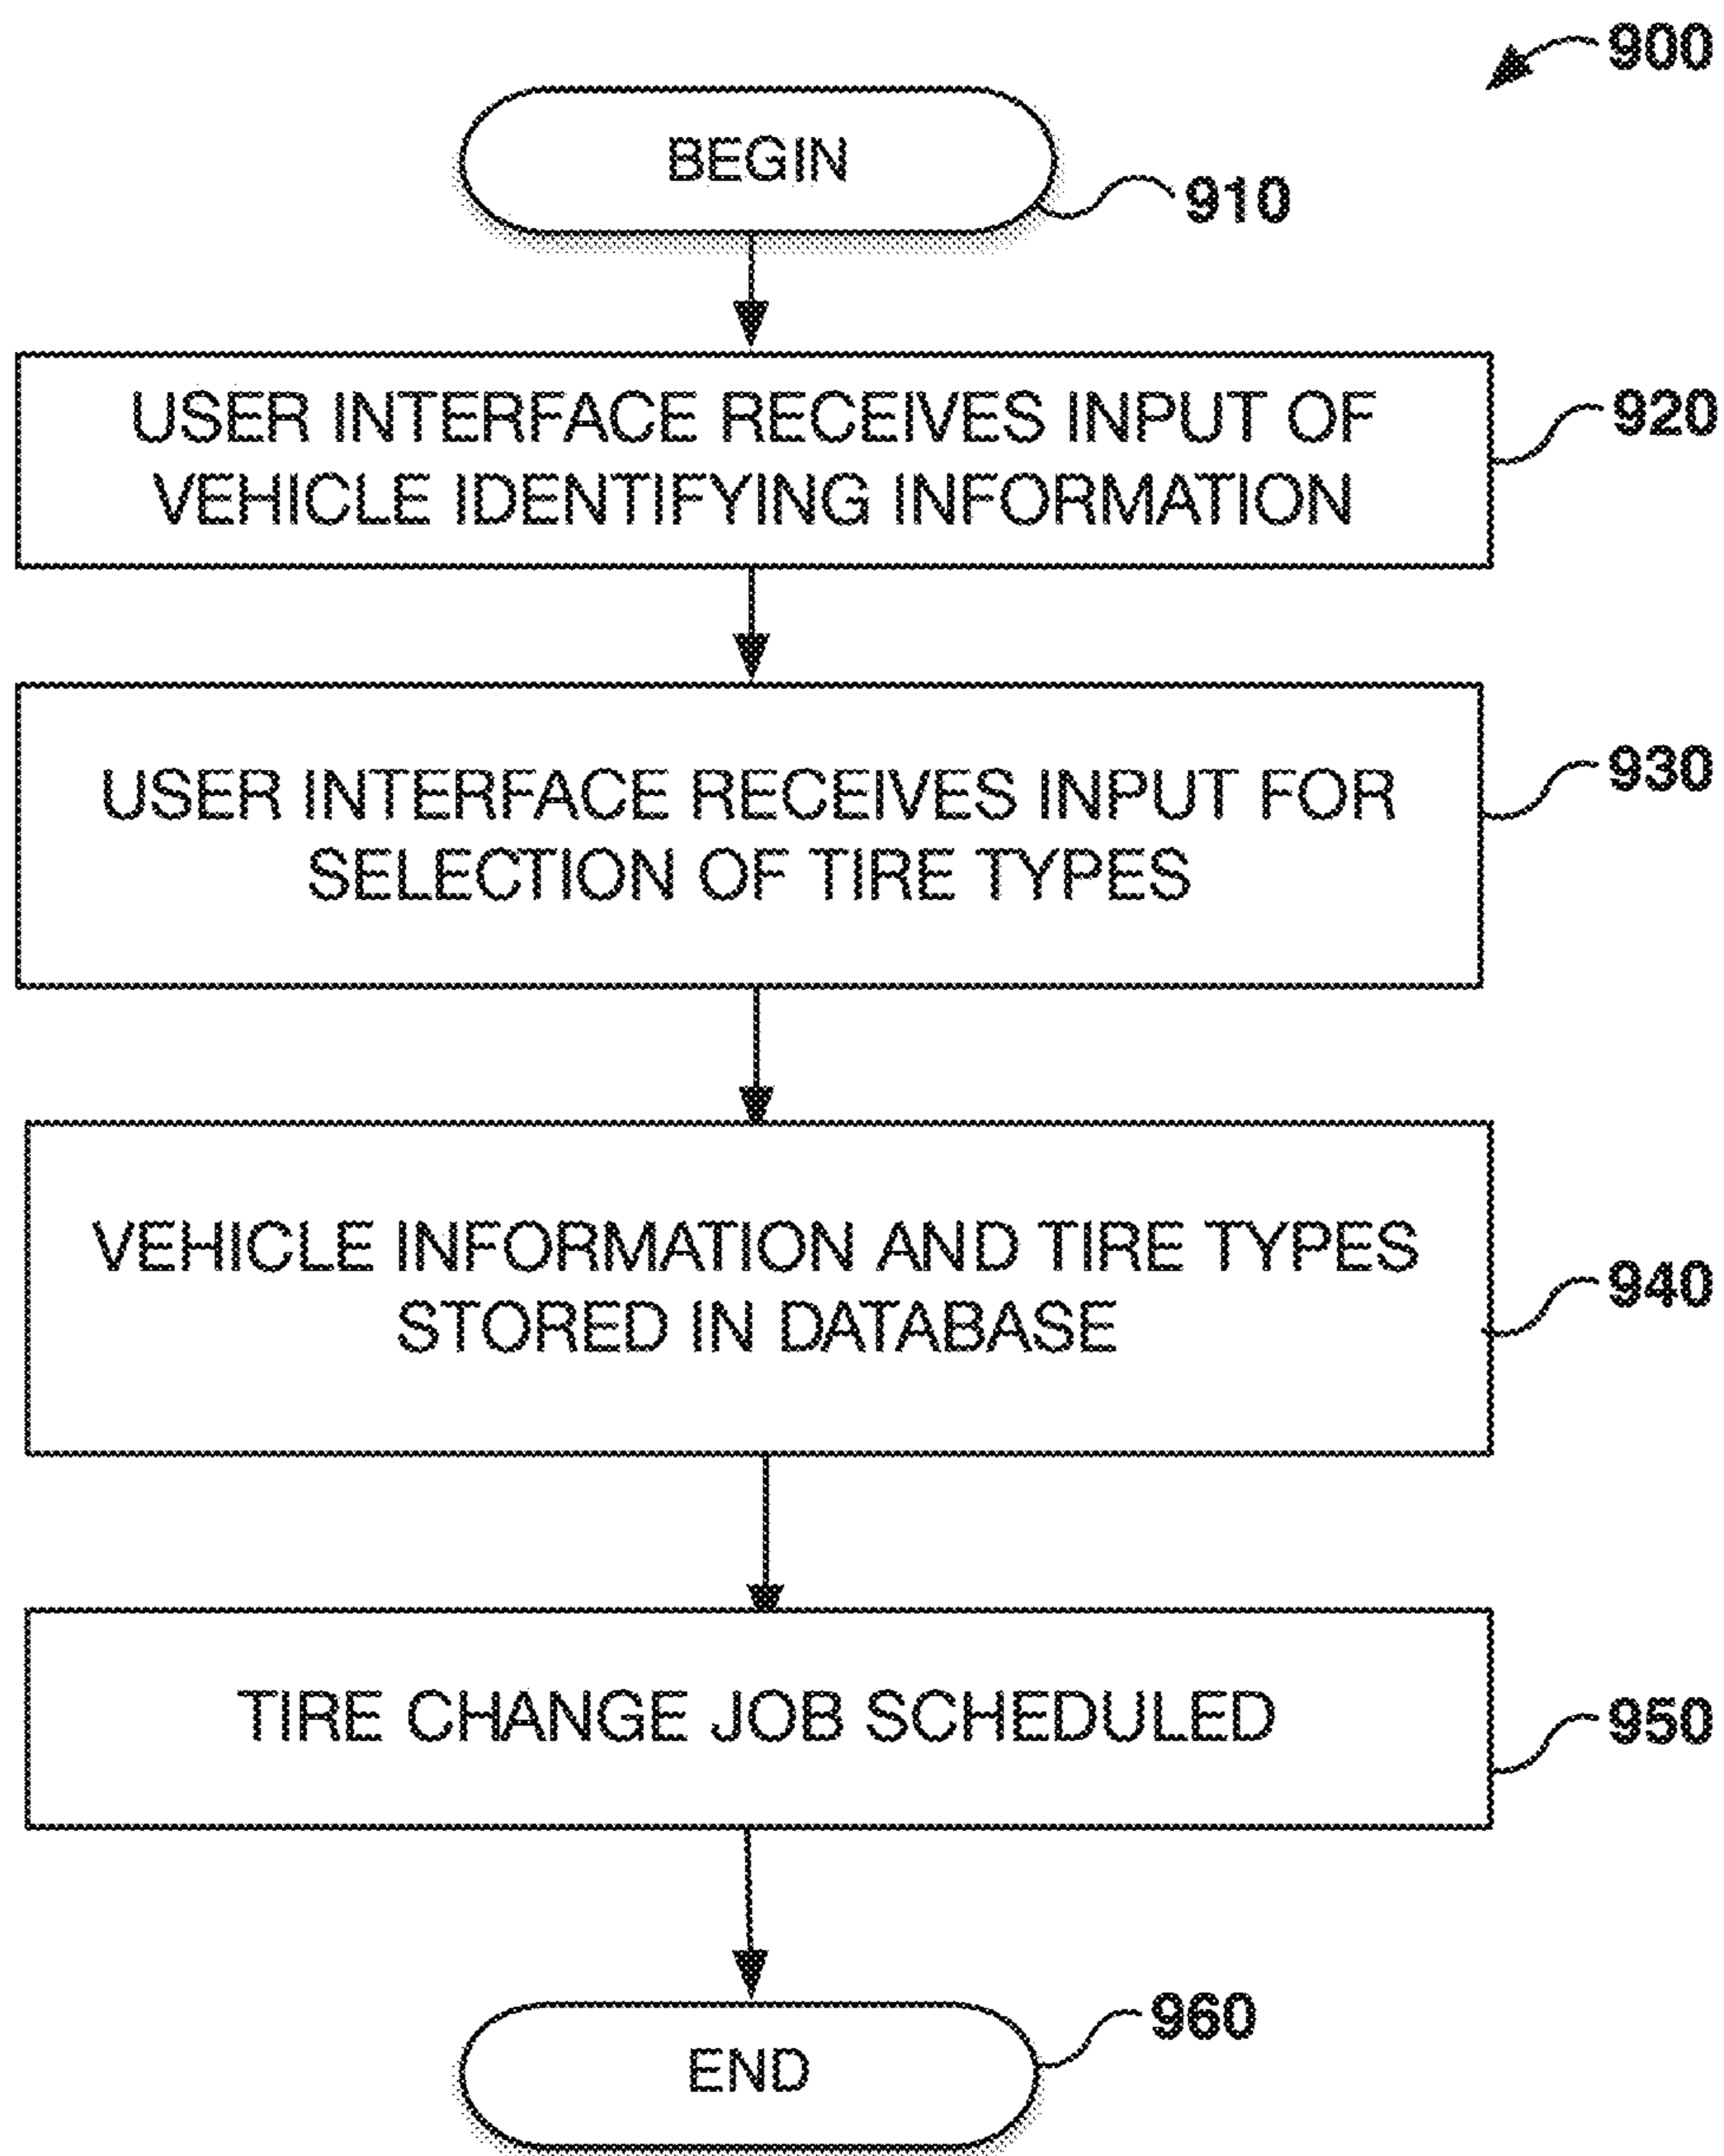 900
BEGIN
910
USER INTERFACE RECEIVES INPUT OF
VEHICLE IDENTIFYING INFORMATION
920
USER INTERFACE RECEIVES INPUT FOR
SELECTION OF TIRE TYPES
930
VEHICLE INFORMATION AND TIRE TYPES
STORED IN DATABASE
940
TIRE CHANGE JOB SCHEDULED
950
END
960